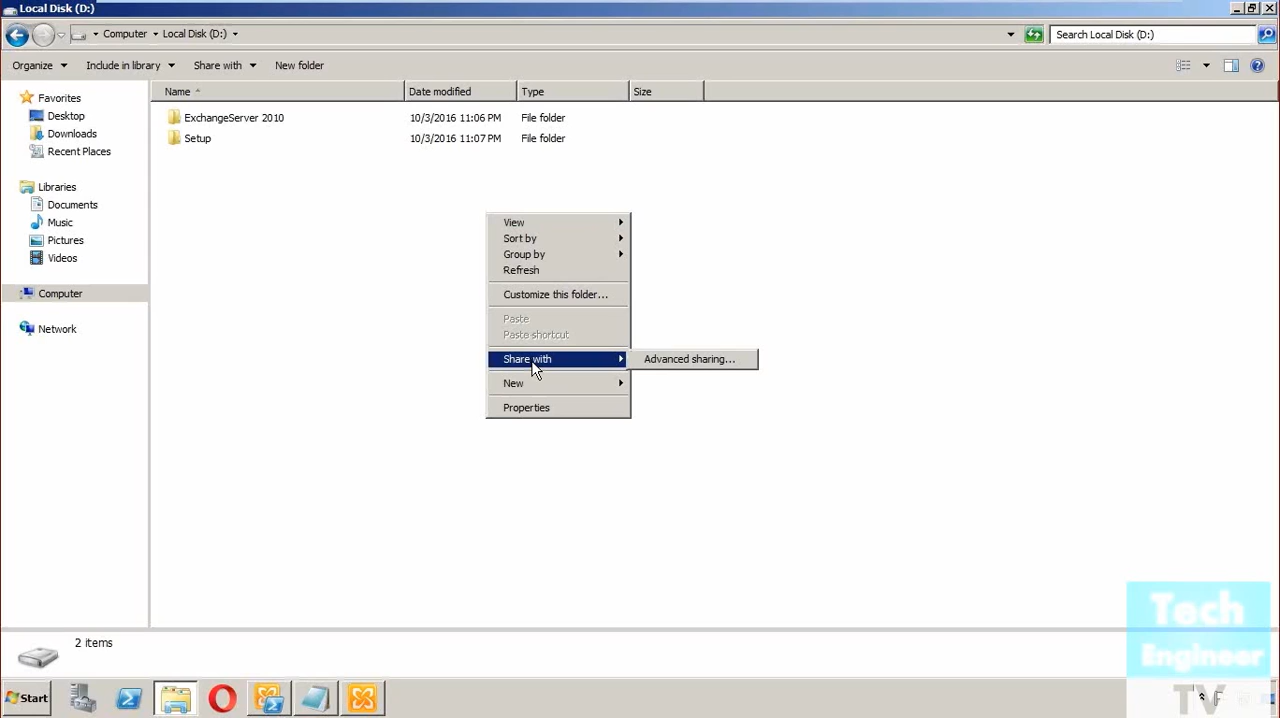 Local Disk (D:)
Computer Local Disk (D:)
Search Local Disk (D:)
Organize Include in library Share with New folder
Name Date modified Type Size
Favorites
Desktop
Downloads
Recent Places
Libraries
Documents
Music
Pictures
Videos
Computer
Network
ExchangeServer 2010 10/3/2016 11:06 PM File folder
Setup 10/3/2016 11:07 PM File folder
View
Sort by
Group by
Refresh
Customize this folder...
Paste
Paste shortcut
Share with
Advanced sharing...
New
Properties
2 items
Start
Tech
Engineer
TV